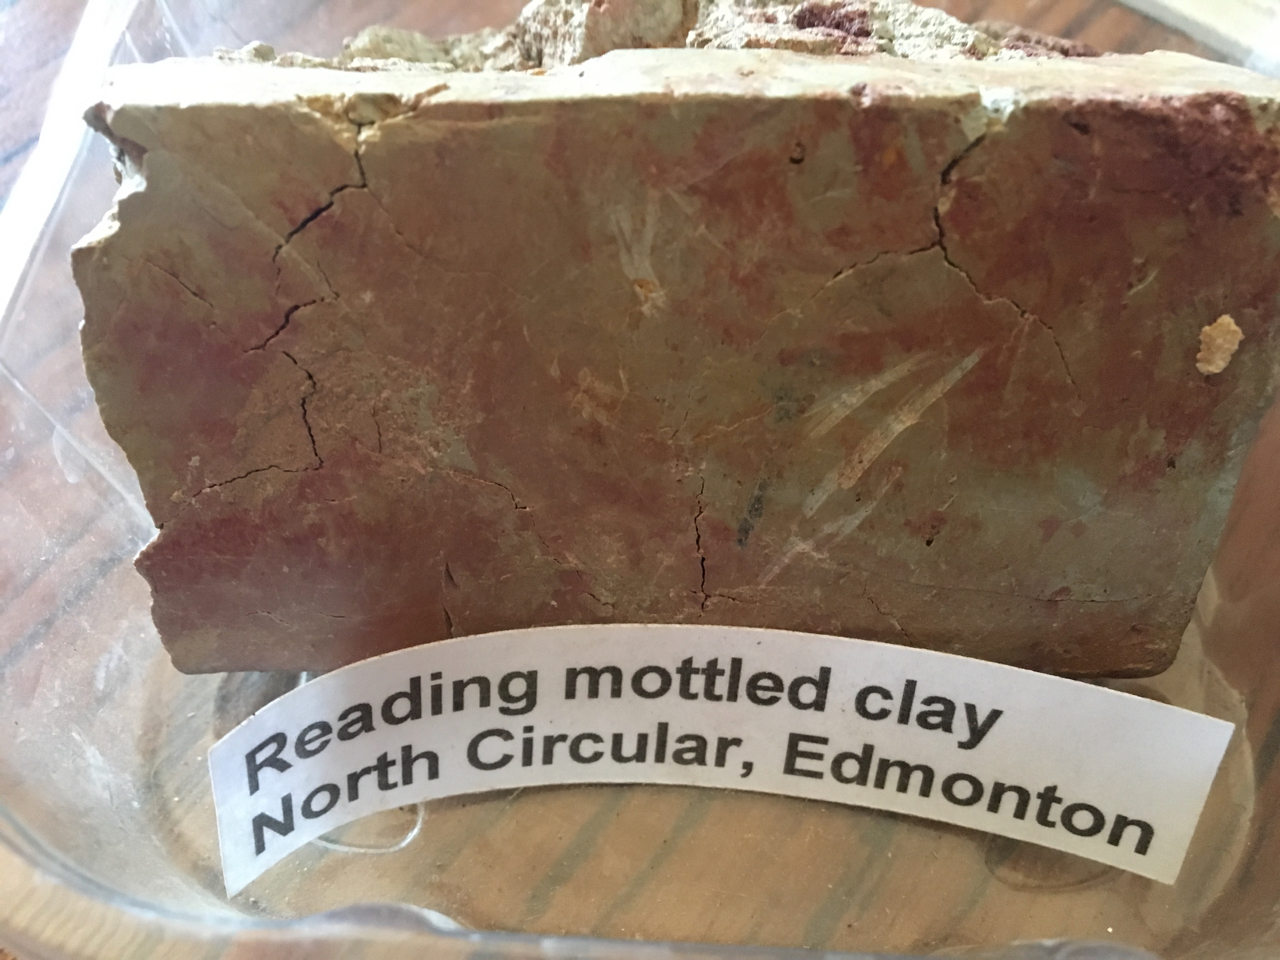 Reading mottled clay
North Circular, Edmonton